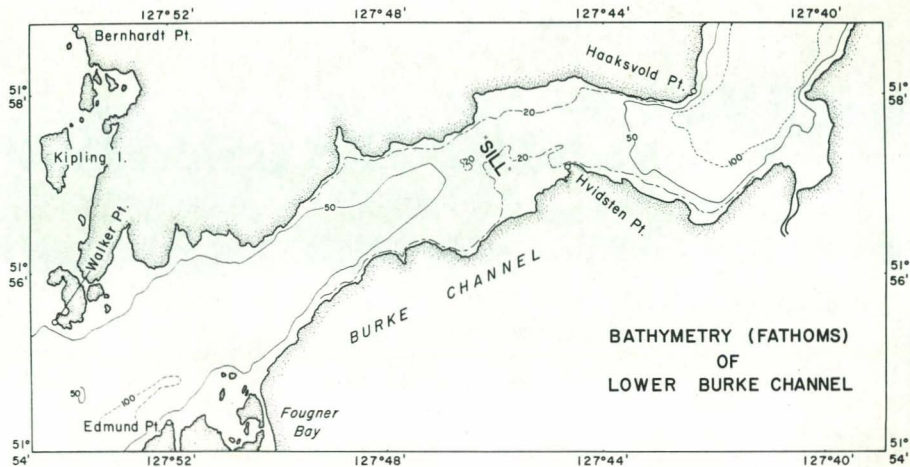 127°52' 127°48' 127°44' 127°40'
Bernhardt Pt.
Haaksvold Pt.
51°
58'
51°
58'
20
50
100
"SILL"
30
20
Kipling I.
50
Hvidsten Pt.
Walker Pt.
51°
56'
51°
56'
BURKE CHANNEL
BATHYMETRY (FATHOMS)
OF
LOWER BURKE CHANNEL
50
100
Edmund Pt.
Fougner
Bay
51°
54'
127°52' 127°48' 127°44' 127°40'